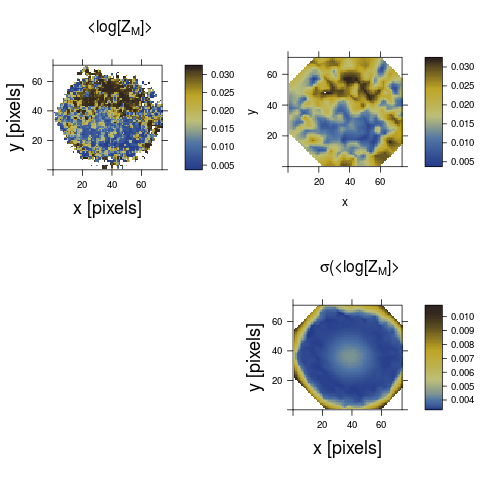 <log[Z_M]>
60
40
20
20 40 60
x [pixels]
y [pixels]
0.030
0.025
0.020
0.015
0.010
0.005
60
40
20
20 40 60
x
y
0.030
0.025
0.020
0.015
0.010
0.005
σ(<log[Z_M]>
60
40
20
20 40 60
x [pixels]
y [pixels]
0.010
0.009
0.008
0.007
0.006
0.005
0.004